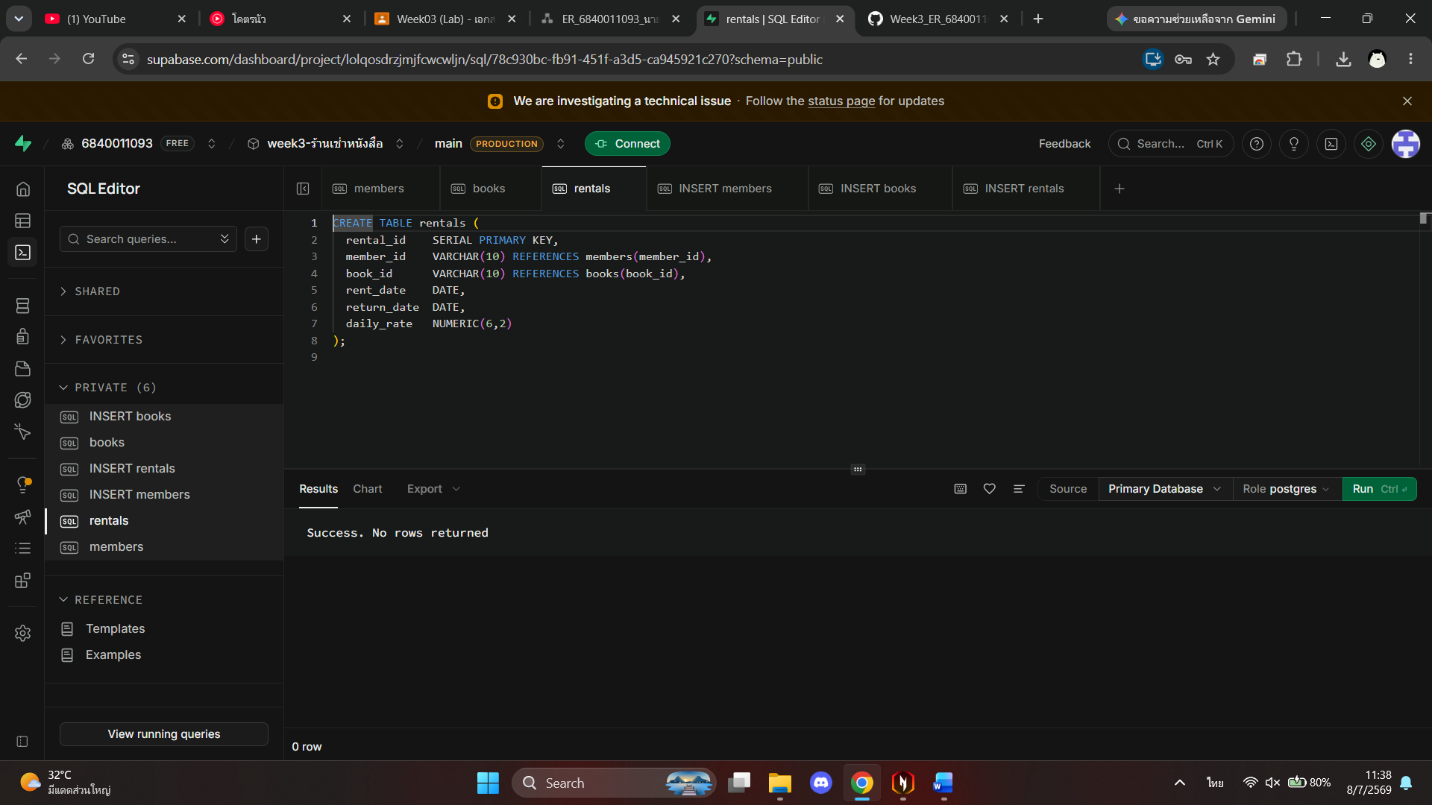 (1) YouTube
โคตรนัว
Week03 (Lab) - เอกส
ER_6840011093_นาย
rentals | SQL Editor
Week3_ER_6840011
ขอความช่วยเหลือจาก Gemini
supabase.com/dashboard/project/lolqosdrzjmjfcwcwljn/sql/78c930bc-fb91-451f-a3d5-ca945921c270?schema=public
We are investigating a technical issue · Follow the status page for updates
6840011093 FREE / week3-ร้านเช่าหนังสือ / main PRODUCTION Connect
Feedback Search... Ctrl K
SQL Editor
members
books
rentals
INSERT members
INSERT books
INSERT rentals
Search queries...
SHARED
FAVORITES
PRIVATE (6)
INSERT books
books
INSERT rentals
INSERT members
rentals
members
REFERENCE
Templates
Examples
View running queries
1 CREATE TABLE rentals (
2 rental_id SERIAL PRIMARY KEY,
3 member_id VARCHAR(10) REFERENCES members(member_id),
4 book_id VARCHAR(10) REFERENCES books(book_id),
5 rent_date DATE,
6 return_date DATE,
7 daily_rate NUMERIC(6,2)
8 );
9
Results Chart Export Source Primary Database Role postgres Run Ctrl ↵
Success. No rows returned
0 row
32°C
มีแดดส่วนใหญ่
Search
ไทย
80%
11:38
8/7/2569